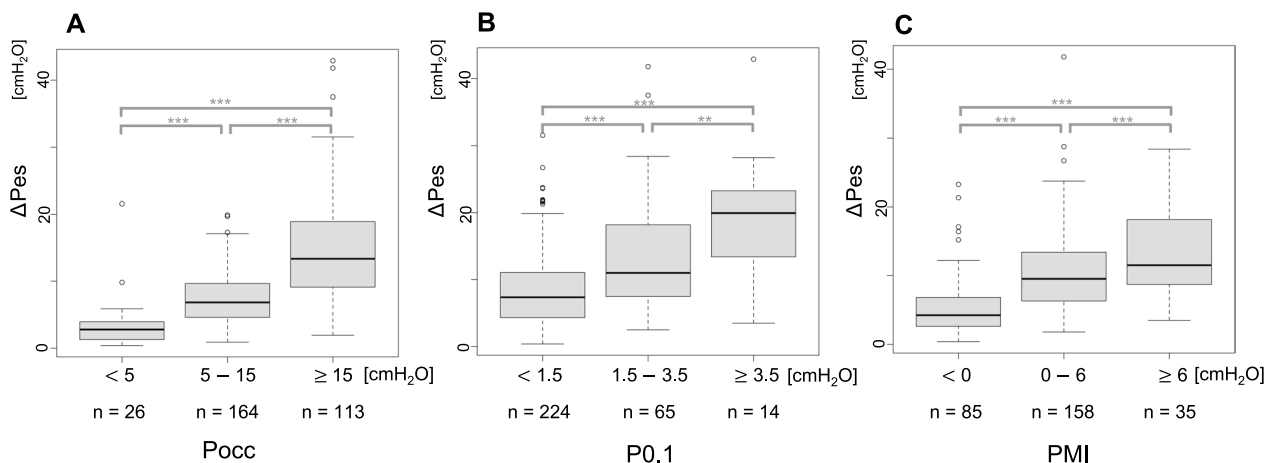 A
[cmH₂O]
ΔPes
40
20
0
***
***
***
< 5
5 – 15
≥ 15
[cmH₂O]
n = 26
n = 164
n = 113
Pocc
B
[cmH₂O]
ΔPes
40
20
0
***
***
**
< 1.5
1.5 – 3.5
≥ 3.5
[cmH₂O]
n = 224
n = 65
n = 14
P0.1
C
[cmH₂O]
ΔPes
40
20
0
***
***
***
< 0
0 – 6
≥ 6
[cmH₂O]
n = 85
n = 158
n = 35
PMI